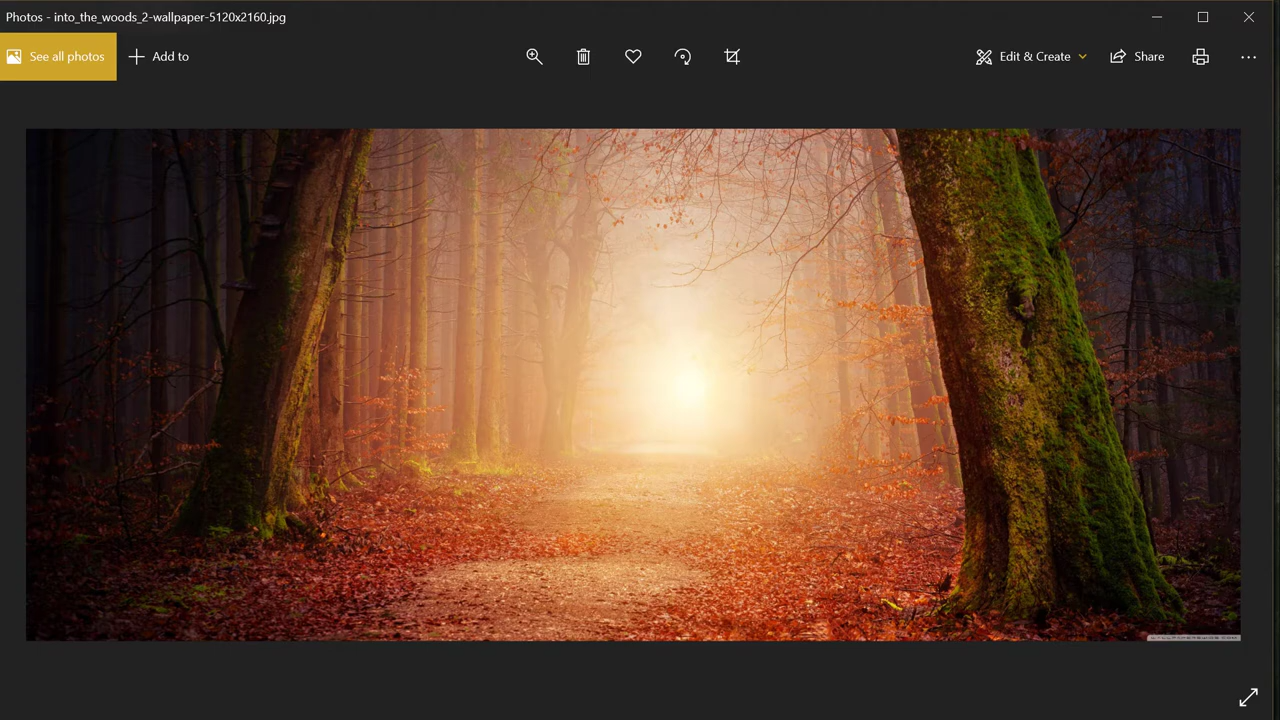 Photos - into_the_woods_2-wallpaper-5120x2160.jpg
See all photos
Add to
Edit & Create
Share